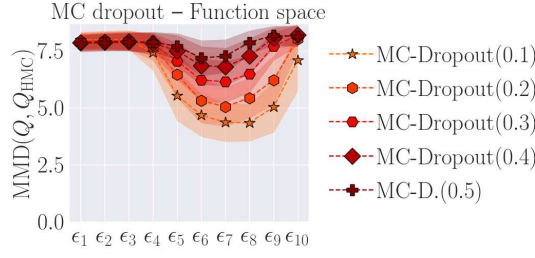 MC dropout – Function space
MMD(Q, Q_HMC)
7.5
5.0
2.5
0.0
ϵ1 ϵ2 ϵ3 ϵ4 ϵ5 ϵ6 ϵ7 ϵ8 ϵ9 ϵ10
MC-Dropout(0.1)
MC-Dropout(0.2)
MC-Dropout(0.3)
MC-Dropout(0.4)
MC-D.(0.5)